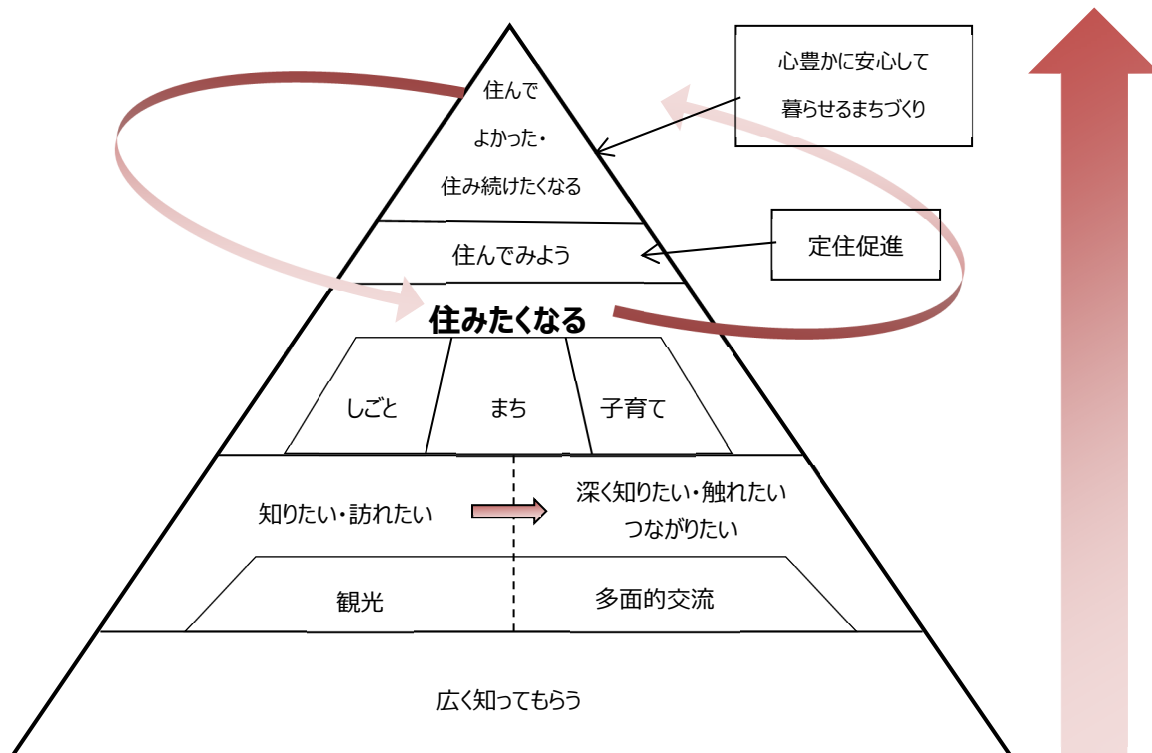 住んで
よかった・
住み続けたくなる
心豊かに安心して
暮らせるまちづくり
住んでみよう
定住促進
住みたくなる
しごと
まち
子育て
知りたい・訪れたい
深く知りたい・触れたい
つながりたい
観光
多面的交流
広く知ってもらう